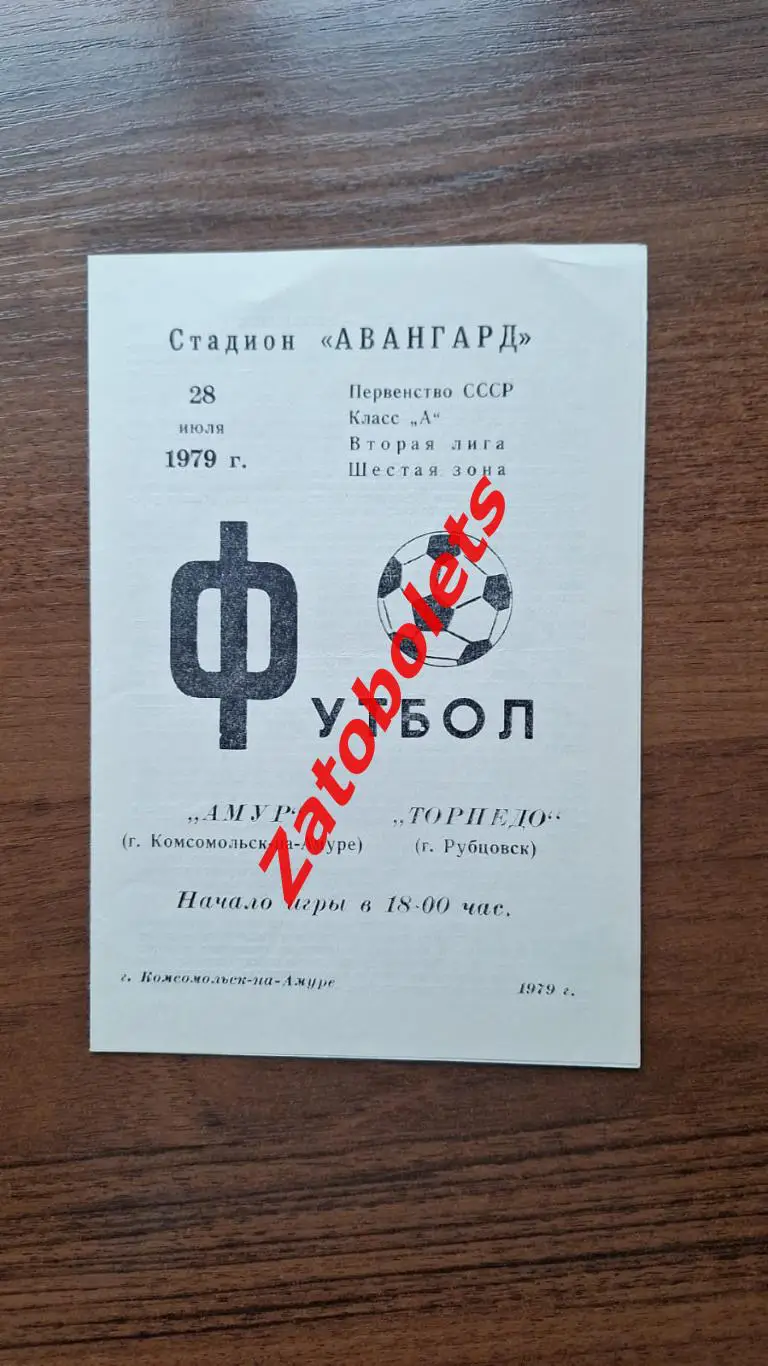 Стадион «АВАНГАРД»
28
июля
1979 г.
Первенство СССР
Класс „А“
Вторая лига
Шестая зона
ФУТБОЛ
„АМУР“
(г. Комсомольск-на-Амуре)
„ТОРПЕДО“
(г. Рубцовск)
Начало игры в 18-00 час.
г. Комсомольск-на-Амуре
1979 г.
Zatobolets